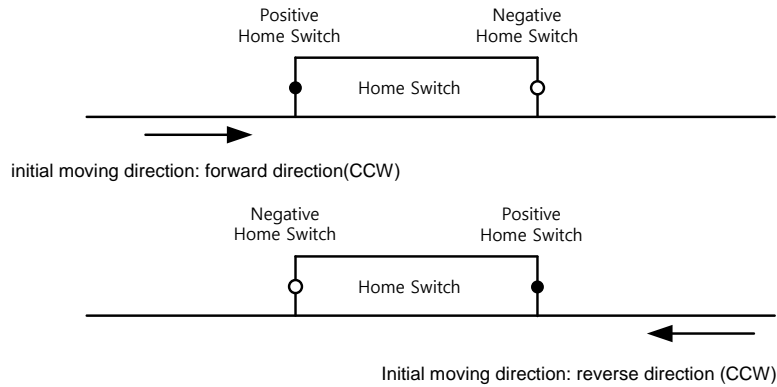 Positive
Home Switch
Negative
Home Switch
Home Switch
initial moving direction: forward direction(CCW)
Negative
Home Switch
Positive
Home Switch
Home Switch
Initial moving direction: reverse direction (CCW)